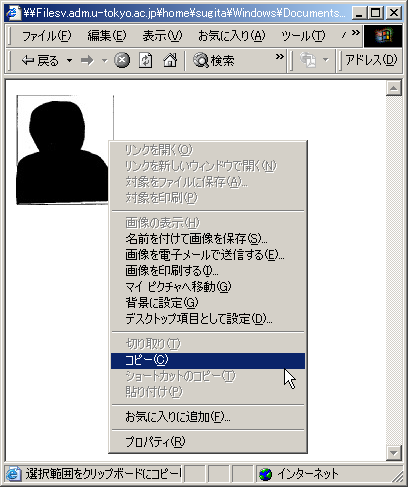 ¥¥Filesv.adm.u-tokyo.ac.jp¥home¥sugita¥Windows¥Documents...
ファイル(F) 編集(E) 表示(V) お気に入り(A) ツール(T)
戻る 検索 アドレス(D)
リンクを開く(O)
リンクを新しいウィンドウで開く(N)
対象をファイルに保存(A)...
対象を印刷(P)
画像の表示(H)
名前を付けて画像を保存(S)...
画像を電子メールで送信する(E)...
画像を印刷する(I)...
マイ ピクチャへ移動(G)
背景に設定(G)
デスクトップ項目として設定(D)...
切り取り(T)
コピー(C)
ショートカットのコピー(T)
貼り付け(P)
お気に入りに追加(F)...
プロパティ(R)
選択範囲をクリップボードにコピー インターネット